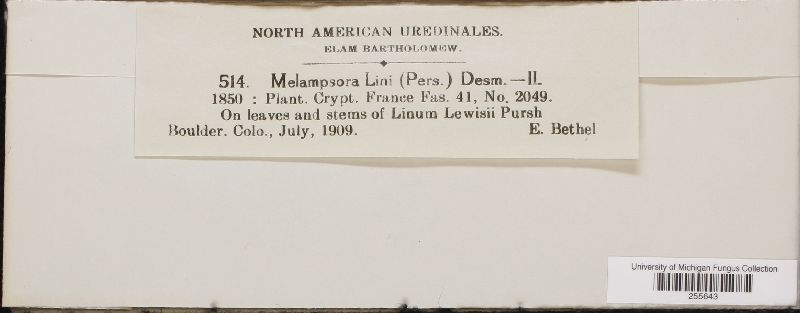 NORTH AMERICAN UREDINALES.
ELAM BARTHOLOMEW.
514. Melampsora Lini (Pers.) Desm.—II.
1850 : Plant. Crypt. France Fas. 41, No. 2049.
On leaves and stems of Linum Lewisii Pursh
Boulder. Colo., July, 1909. E. Bethel
University of Michigan Fungus Collection
255643